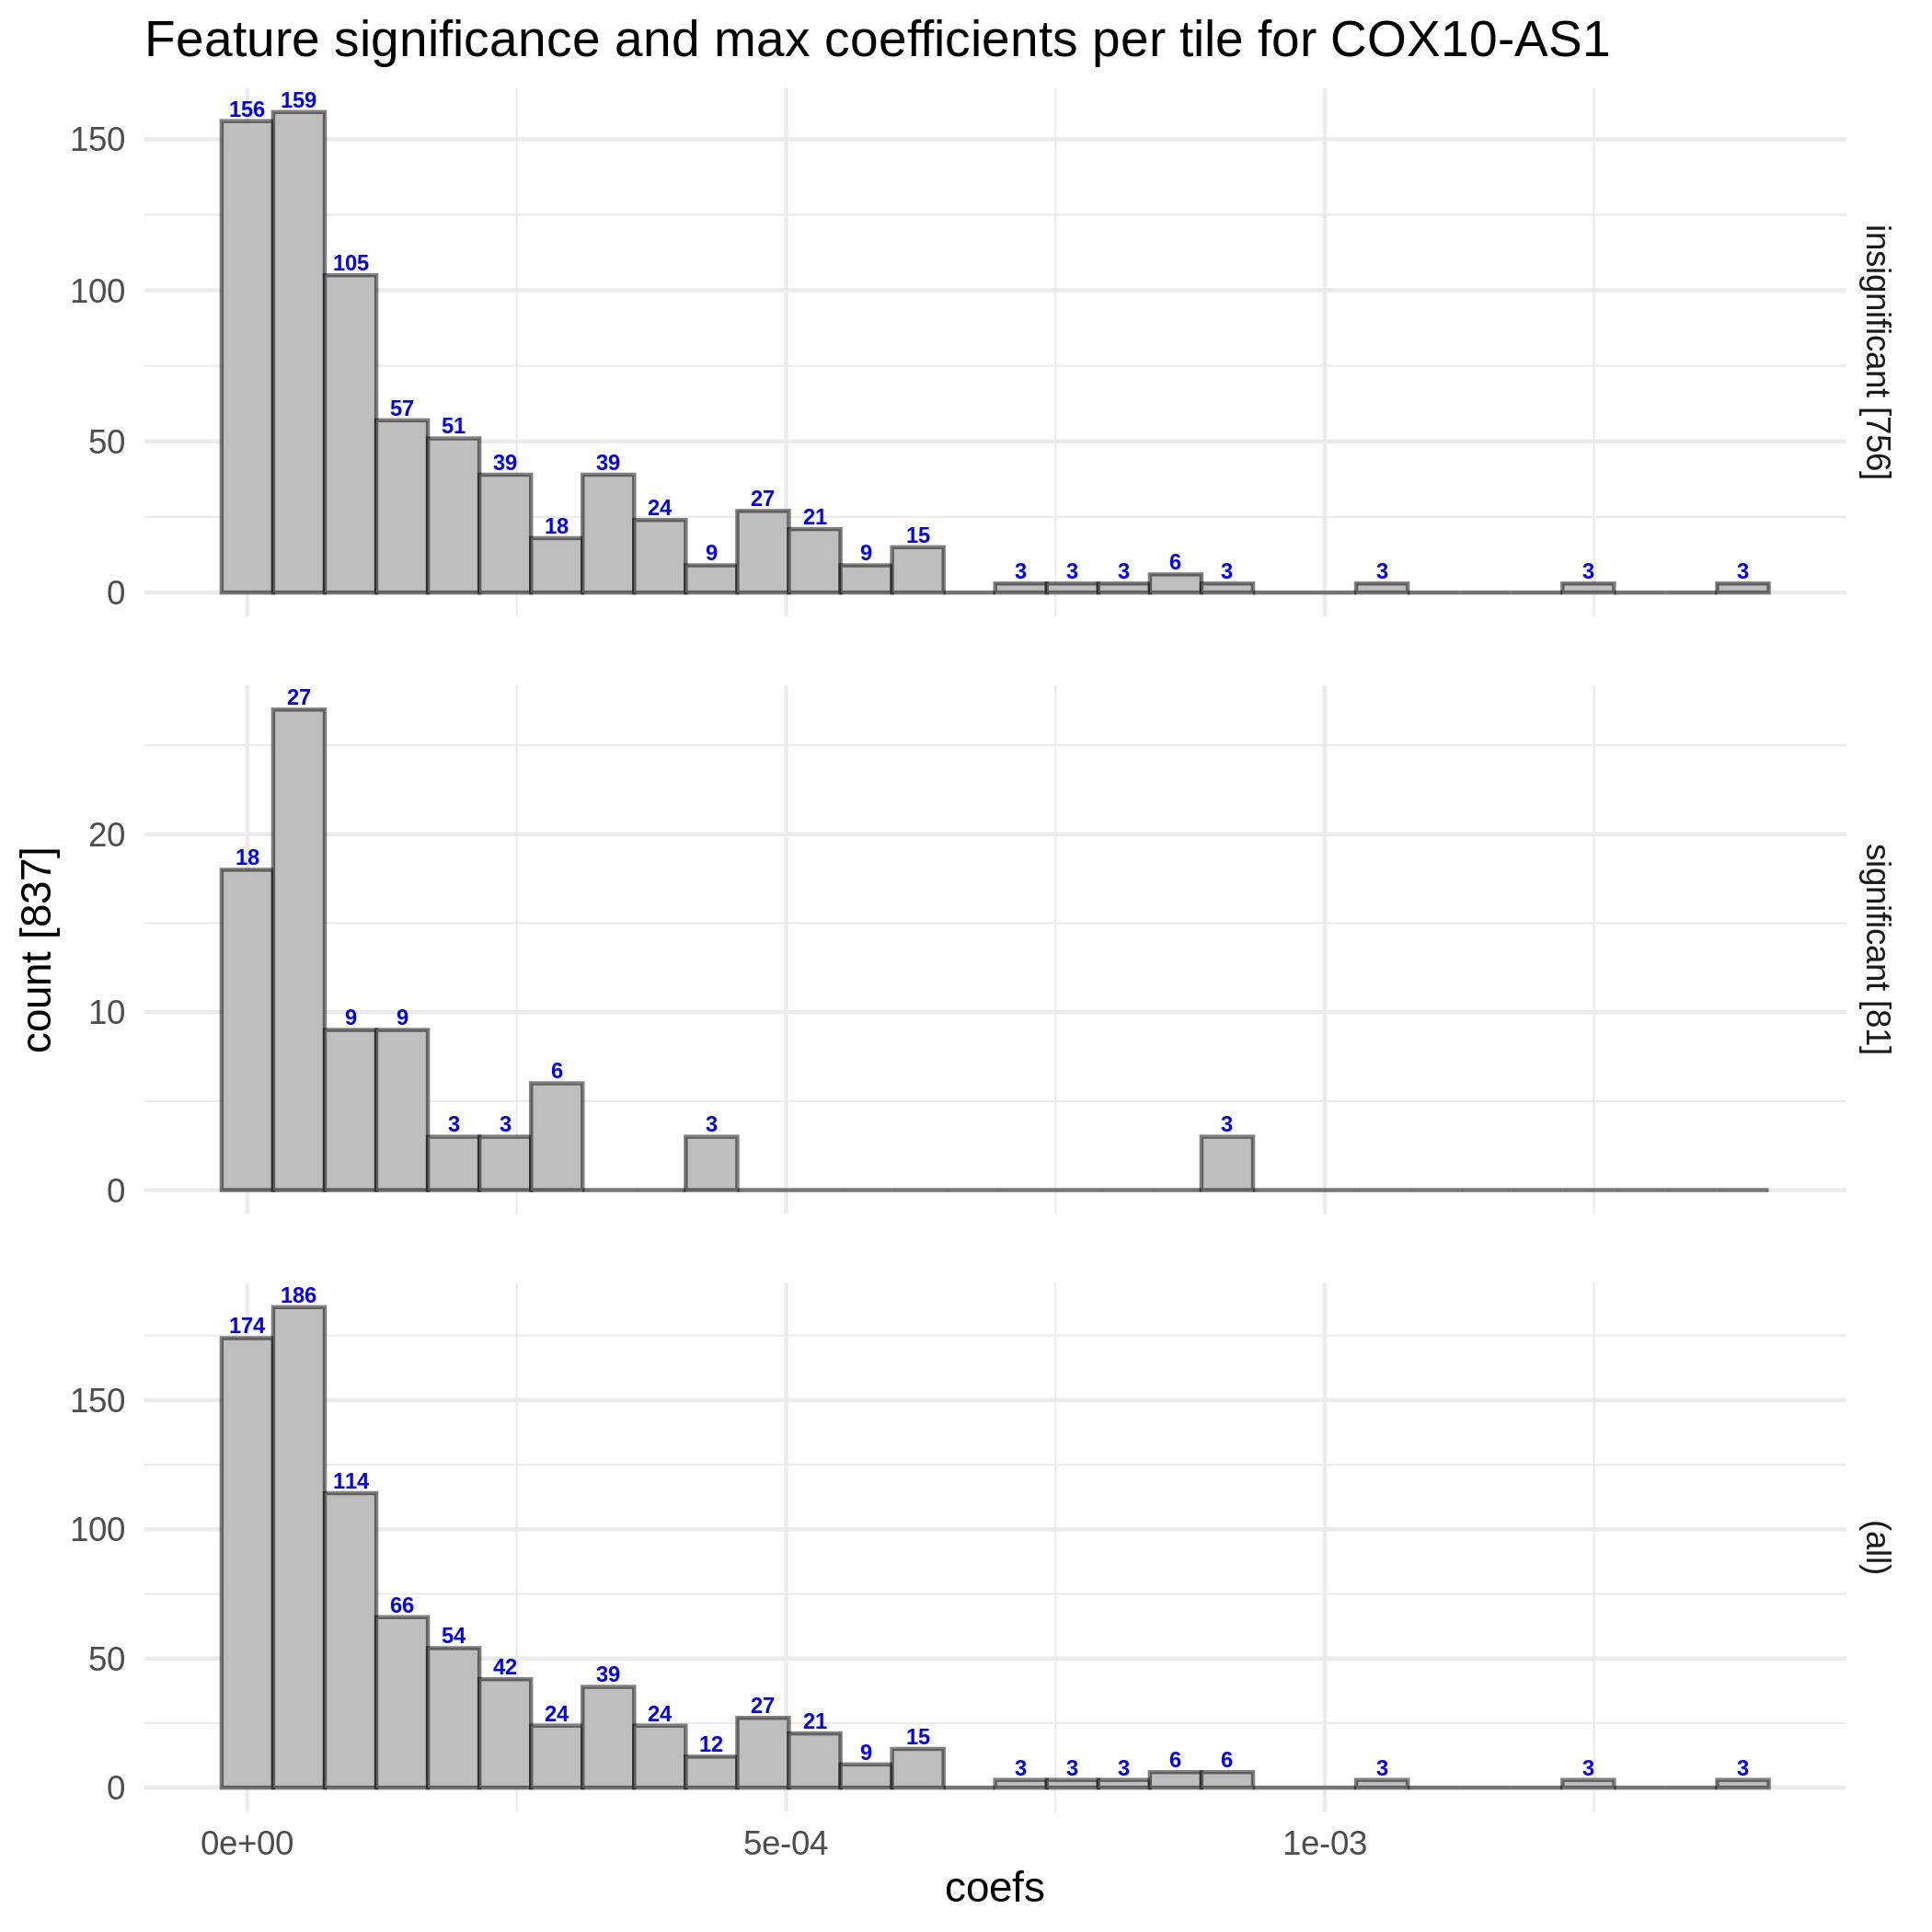 Feature significance and max coefficients per tile for COX10-AS1
156 159 105 57 51 39 18 39 24 9 27 21 9 15 3 3 3 6 3 3 3 3
150
100
50
0
insignificant [756]
27 18 9 9 3 3 6 3 3
20
10
0
significant [81]
count [837]
174 186 114 66 54 42 24 39 24 12 27 21 9 15 3 3 3 6 6 3 3 3
150
100
50
0
(all)
0e+00 5e-04 1e-03
coefs